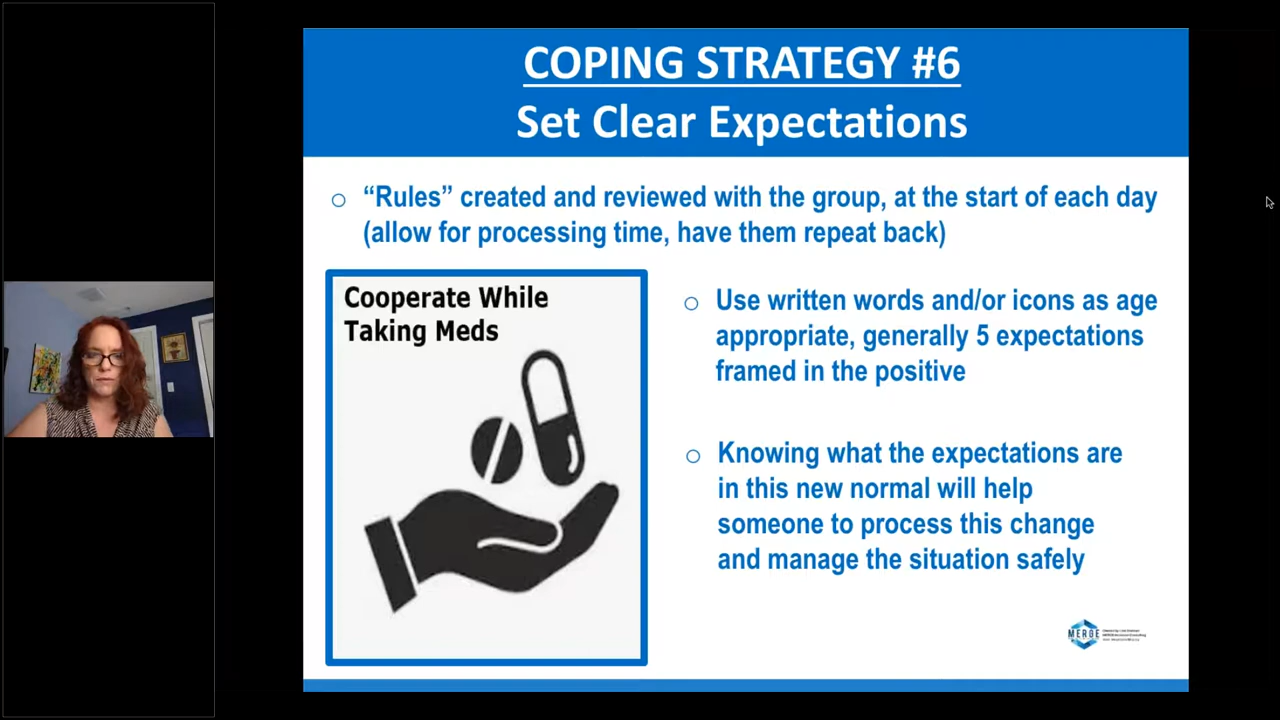 COPING STRATEGY #6
Set Clear Expectations
“Rules” created and reviewed with the group, at the start of each day
(allow for processing time, have them repeat back)
Cooperate While
Taking Meds
Use written words and/or icons as age
appropriate, generally 5 expectations
framed in the positive
Knowing what the expectations are
in this new normal will help
someone to process this change
and manage the situation safely
MERGE